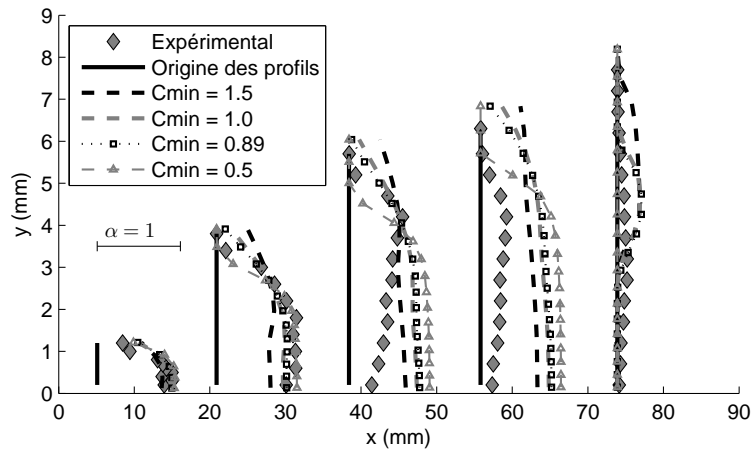 9
8
7
6
5
4
3
2
1
0
y (mm)
Expérimental
Origine des profils
Cmin = 1.5
Cmin = 1.0
Cmin = 0.89
Cmin = 0.5
α = 1
0 10 20 30 40 50 60 70 80 90
x (mm)